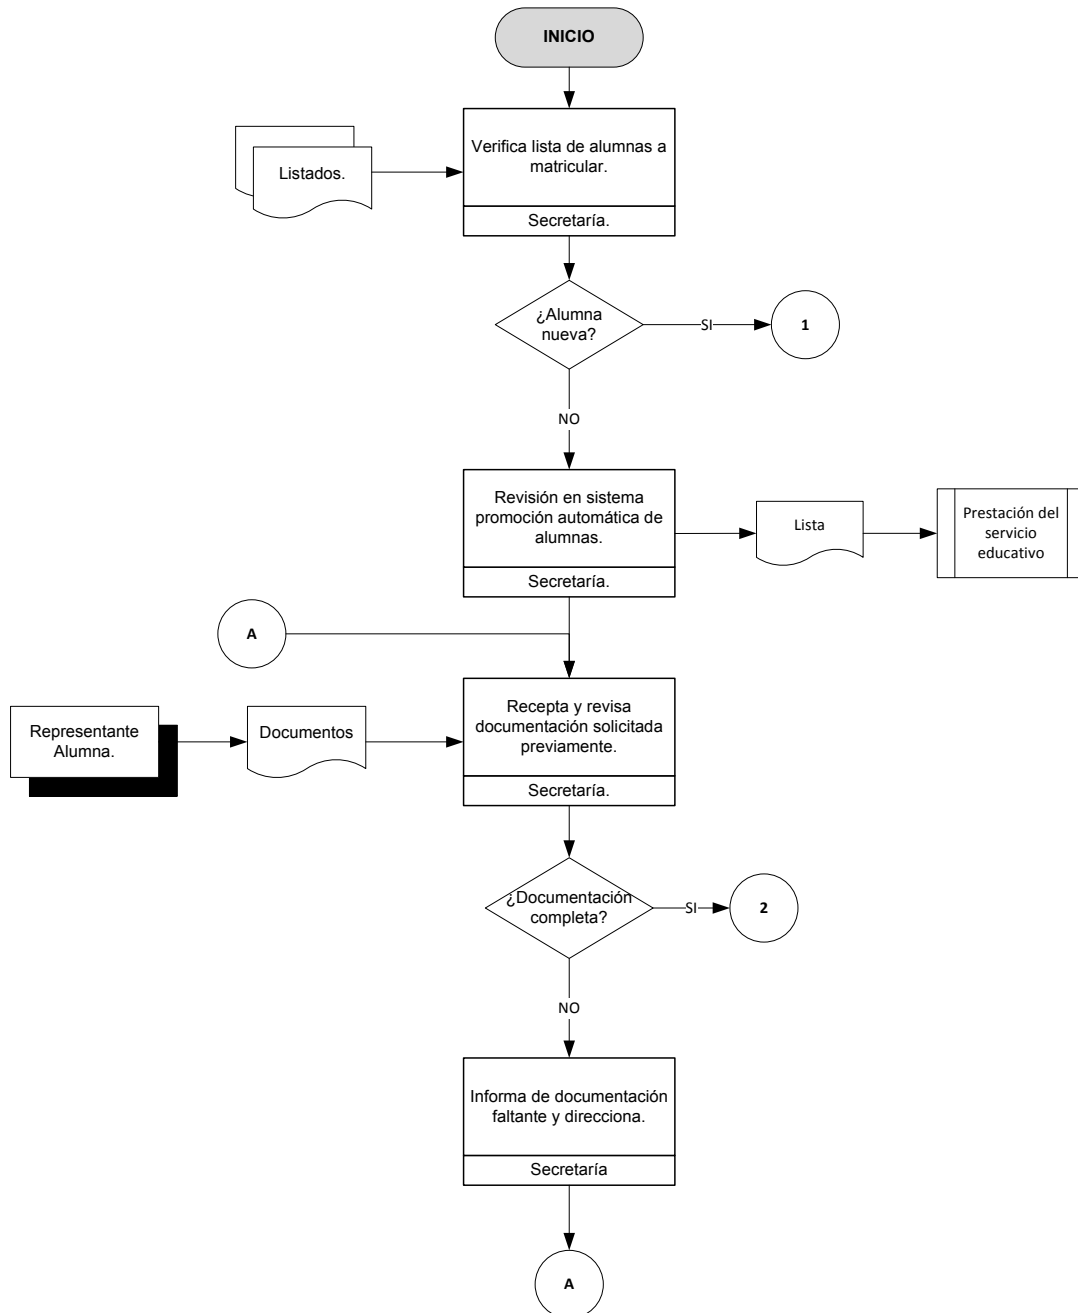 INICIO
Verifica lista de alumnas a
matricular.
Listados.
Secretaría.
¿Alumna
nueva?
SI
1
NO
Revisión en sistema
promoción automática de
alumnas.
Lista
Prestación del
servicio
educativo
Secretaría.
A
Recepta y revisa
documentación solicitada
previamente.
Representante
Alumna.
Documentos
Secretaría.
¿Documentación
completa?
SI
2
NO
Informa de documentación
faltante y direcciona.
Secretaría
A